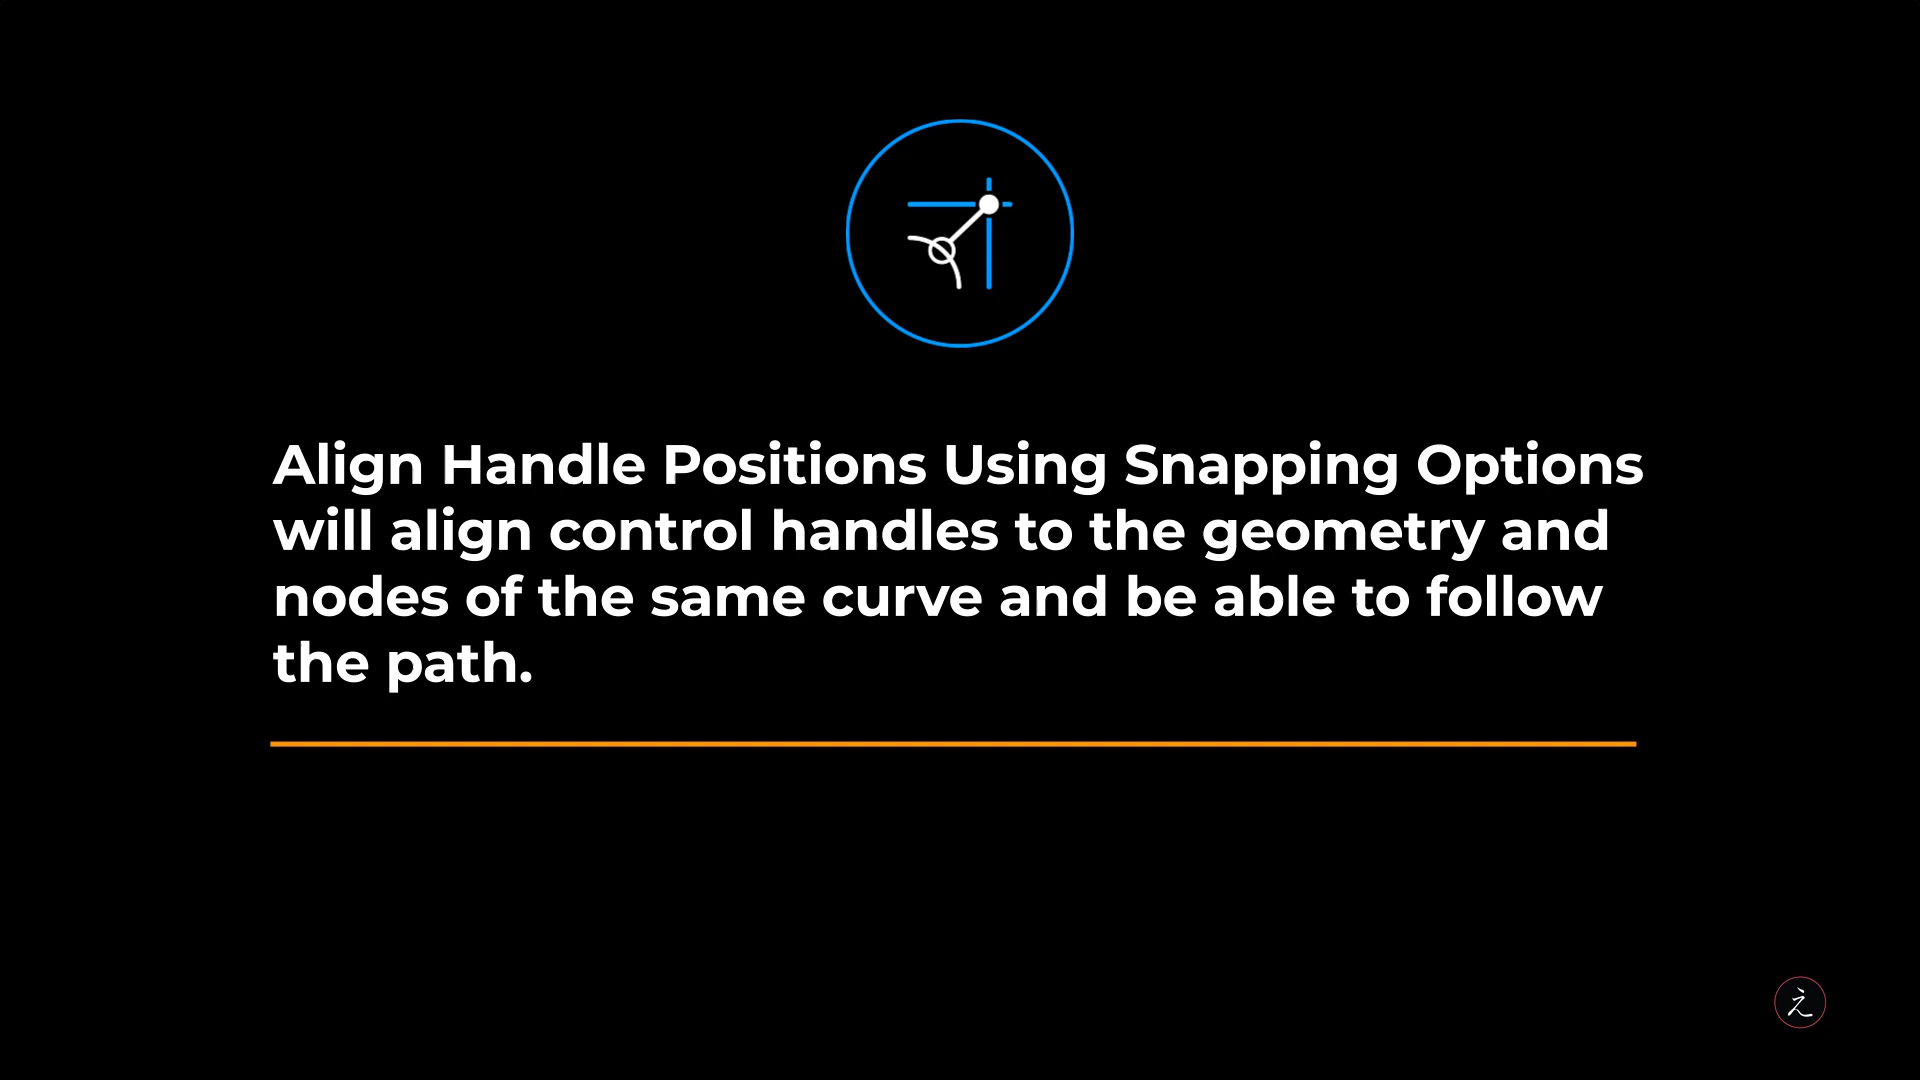 Align Handle Positions Using Snapping Options
will align control handles to the geometry and
nodes of the same curve and be able to follow
the path.
え